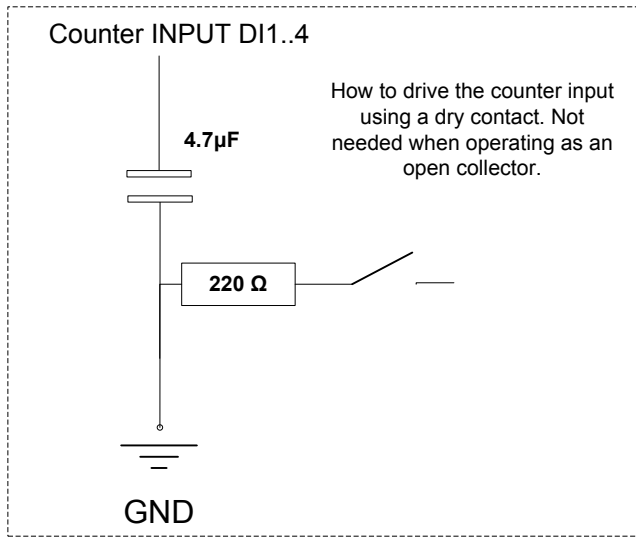 Counter INPUT DI1..4
How to drive the counter input
using a dry contact. Not
needed when operating as an
open collector.
4.7µF
220 Ω
GND